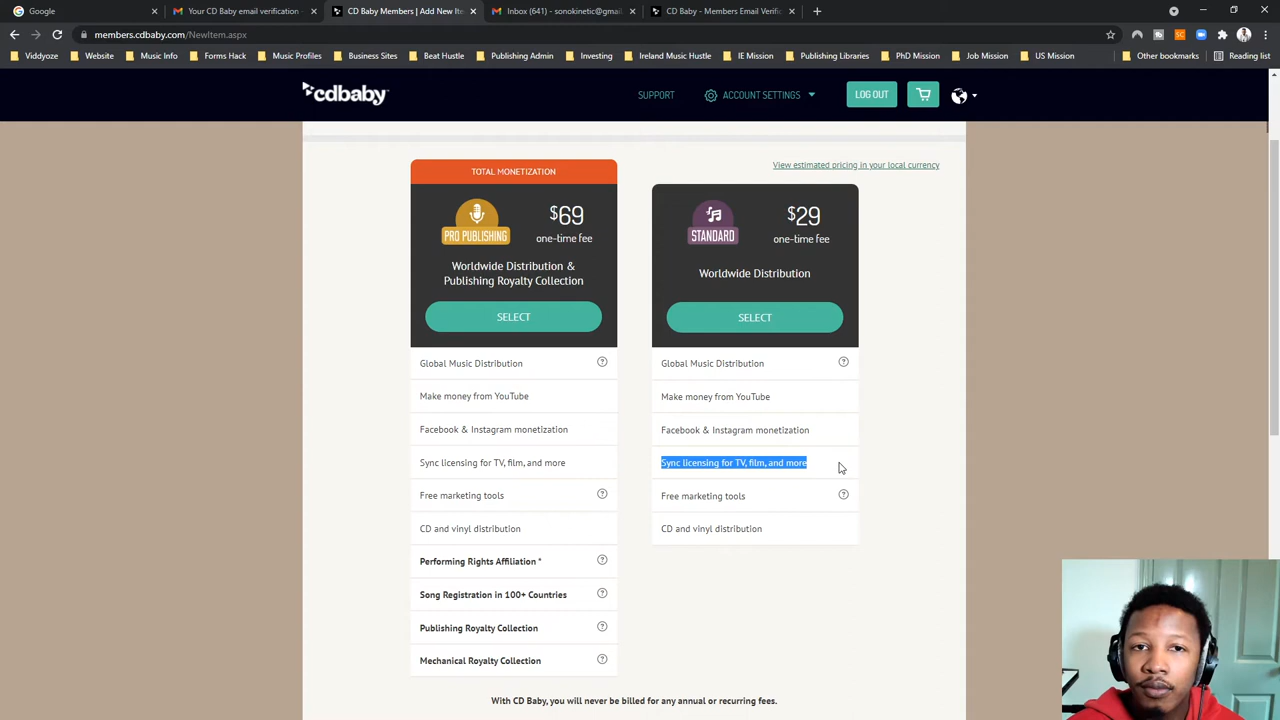 Google
Your CD Baby email verification
CD Baby Members | Add New Ite
Inbox (641) - sonokinetic@gmail
CD Baby - Members Email Verific
members.cdbaby.com/NewItem.aspx
Viddyoze
Website
Music Info
Forms
Music Profiles
Business Sites
Beat Hustle
Publishing Admin
Investing
Ireland Music Hustle
IE Mission
Publishing Libraries
PhD Mission
Job Mission
US Mission
Other bookmarks
Reading list
cdbaby
SUPPORT
ACCOUNT SETTINGS
LOG OUT
View estimated pricing in your local currency
TOTAL MONETIZATION
PRO PUBLISHING
$69
one-time fee
Worldwide Distribution &
Publishing Royalty Collection
SELECT
Global Music Distribution
Make money from YouTube
Facebook & Instagram monetization
Sync licensing for TV, film, and more
Free marketing tools
CD and vinyl distribution
Performing Rights Affiliation *
Song Registration in 100+ Countries
Publishing Royalty Collection
Mechanical Royalty Collection
STANDARD
$29
one-time fee
Worldwide Distribution
SELECT
Global Music Distribution
Make money from YouTube
Facebook & Instagram monetization
Sync licensing for TV, film, and more
Free marketing tools
CD and vinyl distribution
With CD Baby, you will never be billed for any annual or recurring fees.